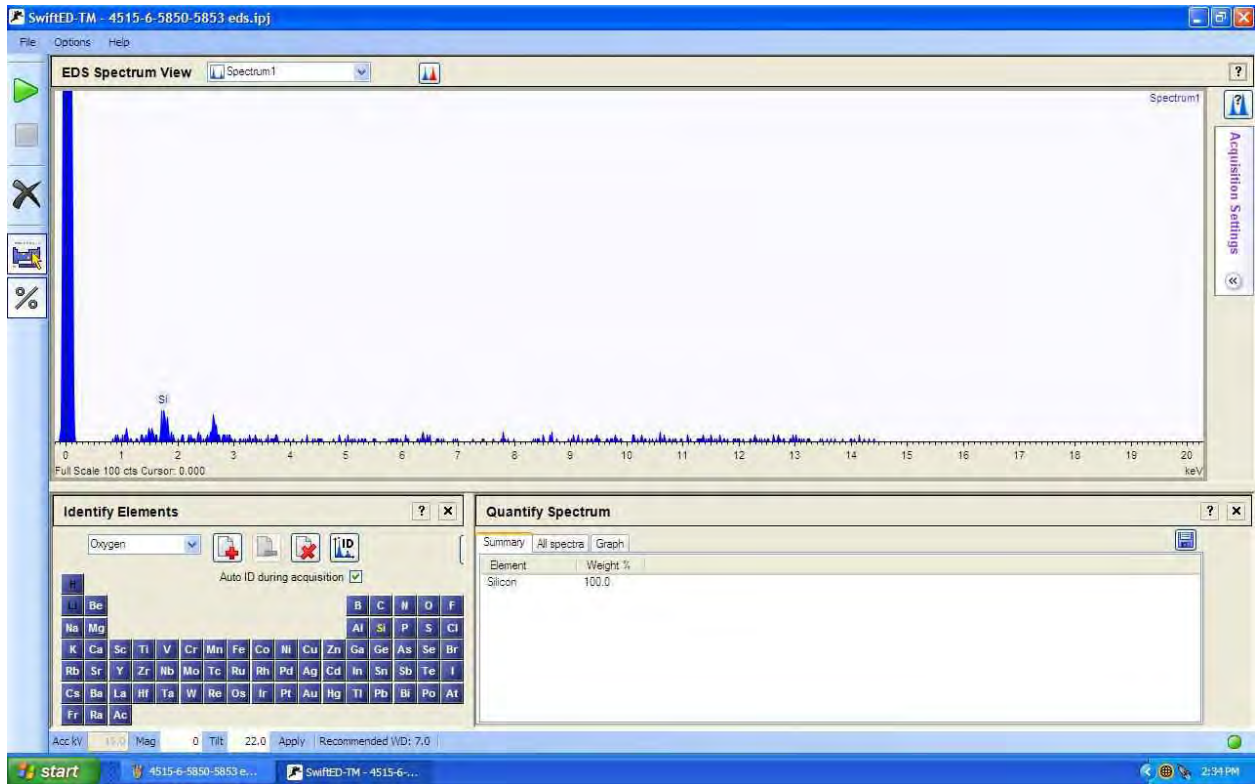 SwiftED-TM - 4515-6-5850-5853 eds.ipj
File Options Help
EDS Spectrum View Spectrum1 ?
Spectrum1
?
Acquisition Settings
Si
0 1 2 3 4 5 6 7 8 9 10 11 12 13 14 15 16 17 18 19 20
Full Scale 100 cts Cursor: 0.000 keV
Identify Elements ? X
Oxygen ID
Auto ID during acquisition
H
Li Be B C N O F
Na Mg Al Si P S Cl
K Ca Sc Ti V Cr Mn Fe Co Ni Cu Zn Ga Ge As Se Br
Rb Sr Y Zr Nb Mo Tc Ru Rh Pd Ag Cd In Sn Sb Te I
Cs Ba La Hf Ta W Re Os Ir Pt Au Hg Tl Pb Bi Po At
Fr Ra Ac
Quantify Spectrum ? X
Summary All spectra Graph
Element Weight %
Silicon 100.0
Acc kV 15.0 Mag 0 Tilt 22.0 Apply Recommended WD: 7.0
start 4515-6-5850-5853 e... SwiftED-TM - 4515-6-... 2:34 PM